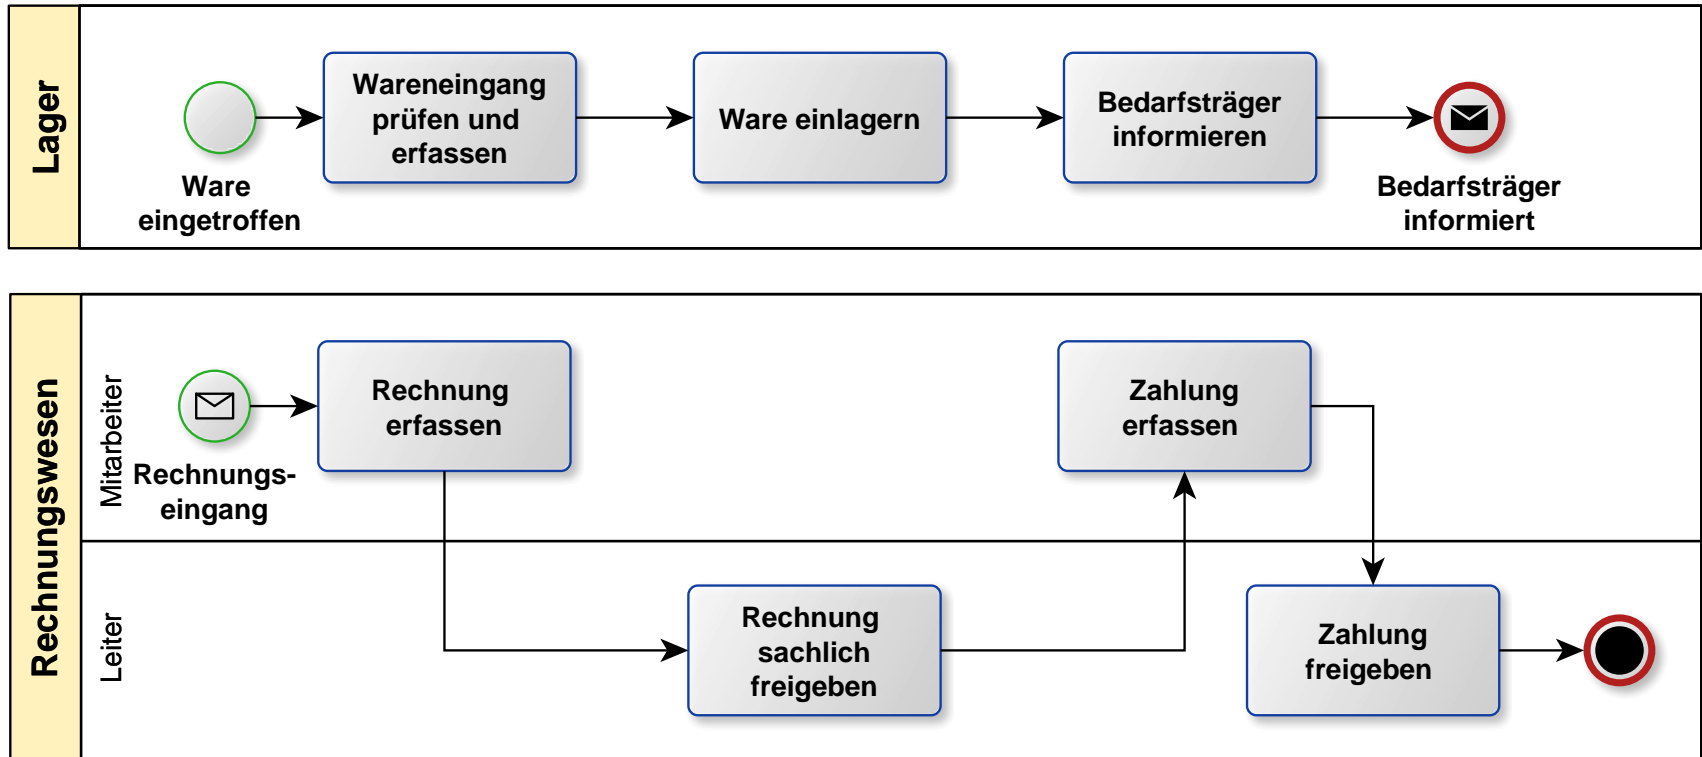 Lager
Wareneingang
prüfen und
erfassen
Ware einlagern
Bedarfsträger
informieren
Ware
eingetroffen
Bedarfsträger
informiert
Rechnungswesen
Mitarbeiter
Rechnung
erfassen
Zahlung
erfassen
Rechnungs-
eingang
Leiter
Rechnung
sachlich
freigeben
Zahlung
freigeben